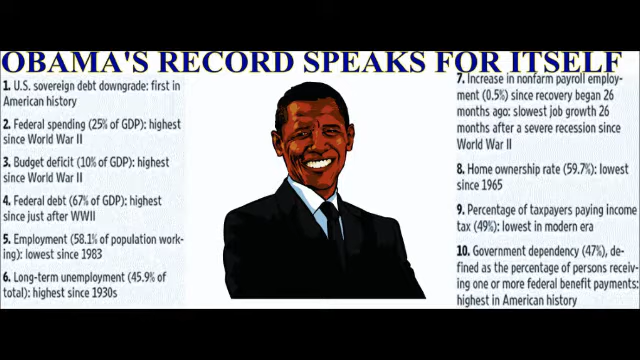 OBAMA'S RECORD SPEAKS FOR ITSELF
1. U.S. sovereign debt downgrade: first in
American history
2. Federal spending (25% of GDP): highest
since World War II
3. Budget deficit (10% of GDP): highest
since World War II
4. Federal debt (67% of GDP): highest
since just after WWII
5. Employment (58.1% of population work-
ing): lowest since 1983
6. Long-term unemployment (45.9% of
total): highest since 1930s
7. Increase in nonfarm payroll employ-
ment (0.5%) since recovery began 26
months ago: slowest job growth 26
months after a severe recession since
World War II
8. Home ownership rate (59.7%): lowest
since 1965
9. Percentage of taxpayers paying income
tax (49%): lowest in modern era
10. Government dependency (47%), de-
fined as the percentage of persons receiv-
ing one or more federal benefit payments:
highest in American history